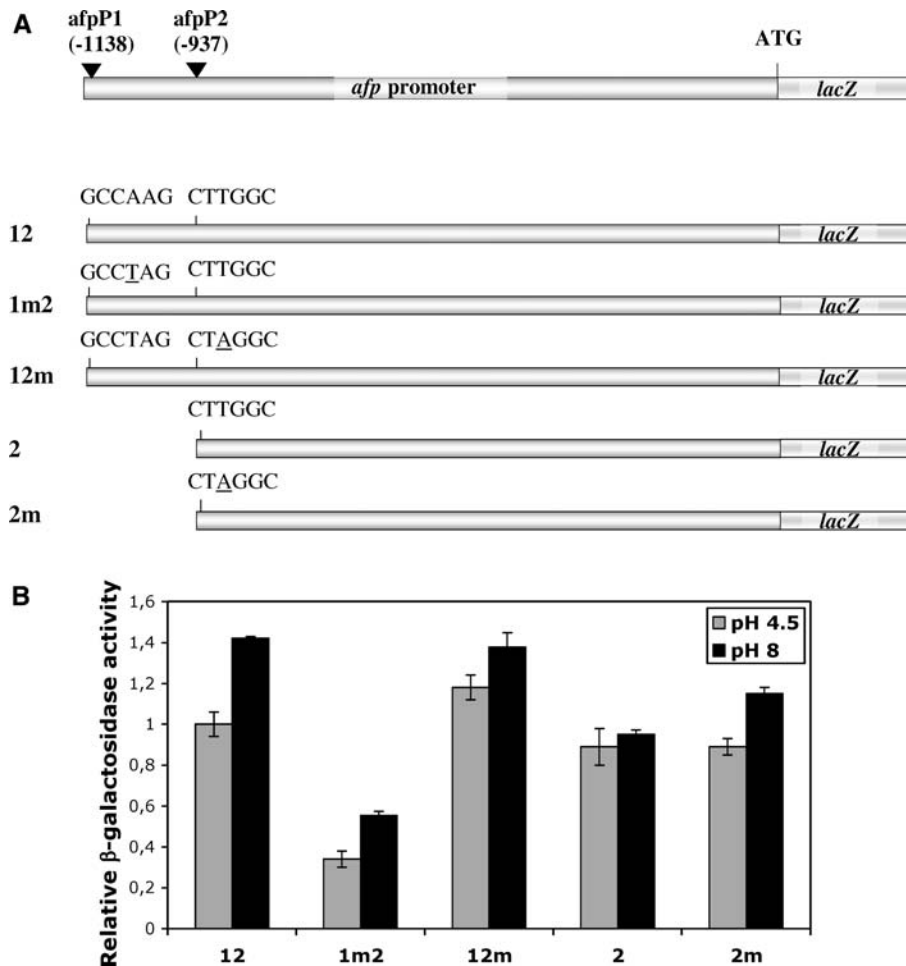 A
afpP1 afpP2
(-1138) (-937) ATG
afp promoter lacZ
GCCAAG CTTGGC
12 lacZ
GCCTAG CTTGGC
1m2 lacZ
GCCTAG CTAGGC
12m lacZ
CTTGGC
2 lacZ
CTAGGC
2m lacZ
B
Relative β-galactosidase activity
1,6
1,4
1,2
1
0,8
0,6
0,4
0,2
0
pH 4.5
pH 8
12 1m2 12m 2 2m